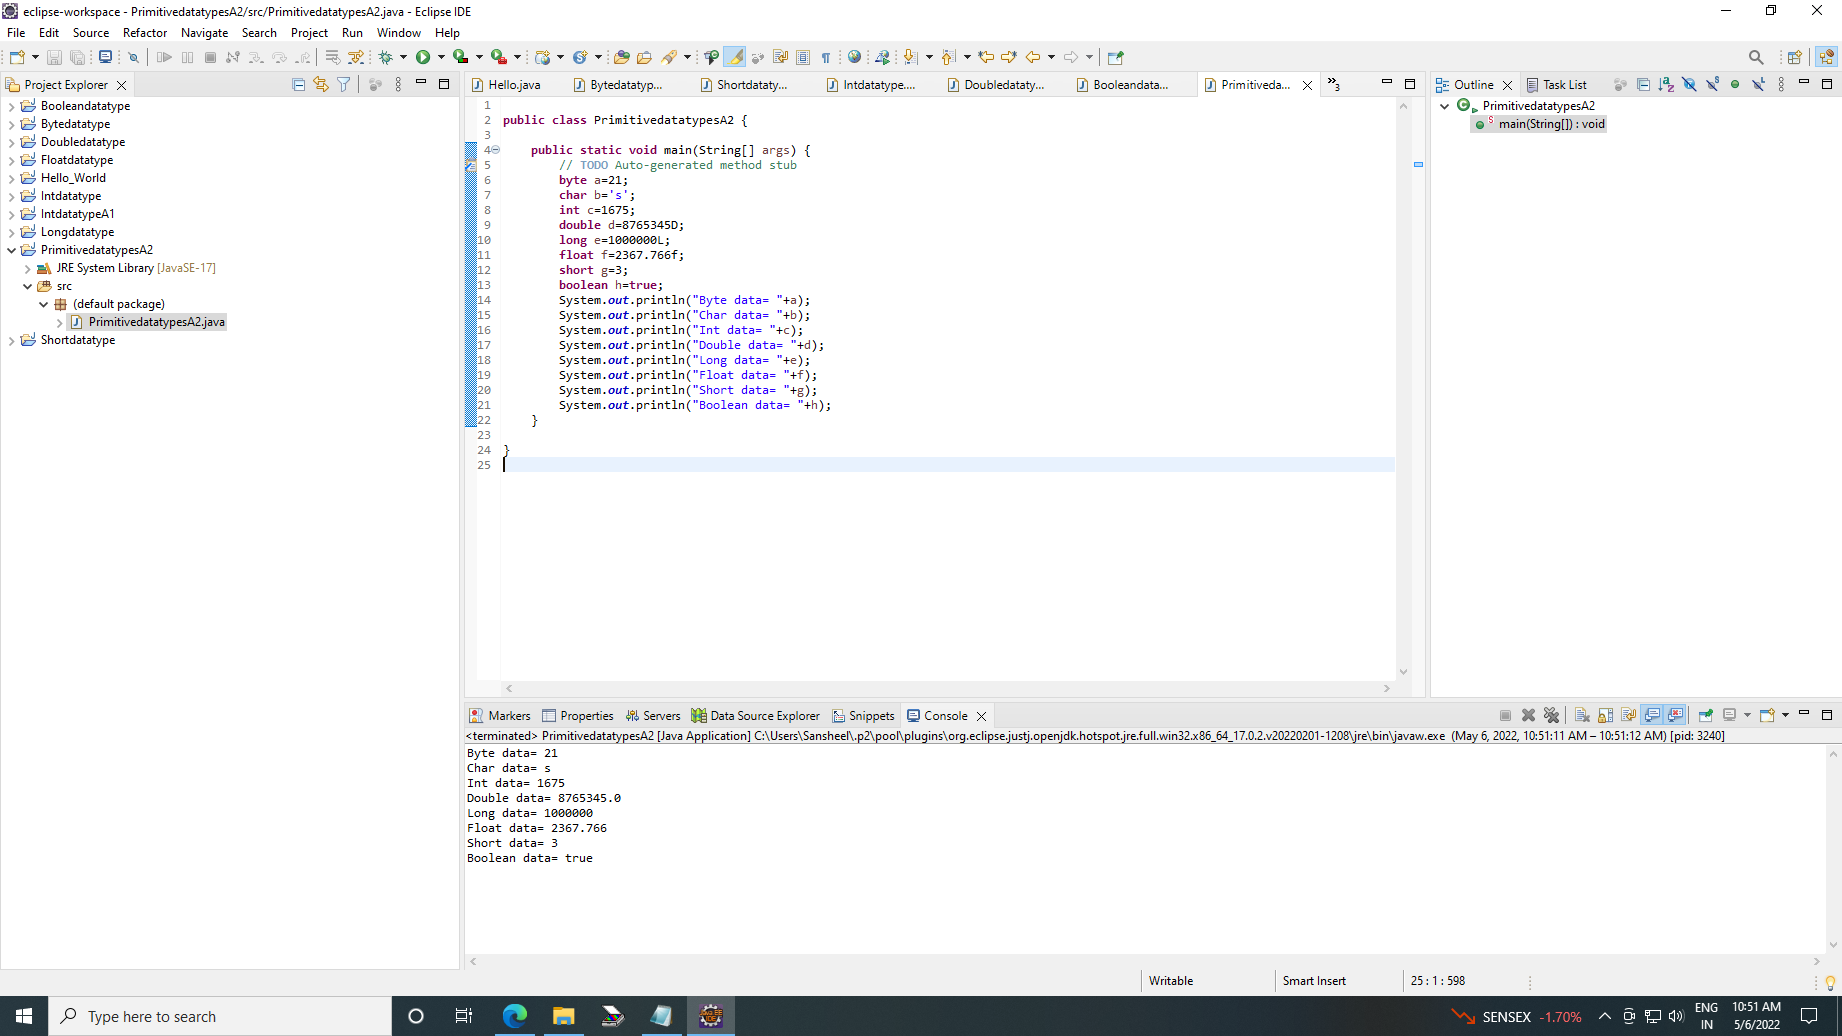 eclipse-workspace - PrimitivedatatypesA2/src/PrimitivedatatypesA2.java - Eclipse IDE
File Edit Source Refactor Navigate Search Project Run Window Help
Project Explorer
Booleandatatype
Bytedatatype
Doubledatatype
Floatdatatype
Hello_World
Intdatatype
IntdatatypeA1
Longdatatype
PrimitivedatatypesA2
JRE System Library [JavaSE-17]
src
(default package)
PrimitivedatatypesA2.java
Shortdatatype
Hello.java Bytedatatyp... Shortdataty... Intdatatype.... Doubledataty... Booleandata... Primitiveda... »3
1
2 public class PrimitivedatatypesA2 {
3
4 public static void main(String[] args) {
5 // TODO Auto-generated method stub
6 byte a=21;
7 char b='s';
8 int c=1675;
9 double d=8765345D;
10 long e=1000000L;
11 float f=2367.766f;
12 short g=3;
13 boolean h=true;
14 System.out.println("Byte data= "+a);
15 System.out.println("Char data= "+b);
16 System.out.println("Int data= "+c);
17 System.out.println("Double data= "+d);
18 System.out.println("Long data= "+e);
19 System.out.println("Float data= "+f);
20 System.out.println("Short data= "+g);
21 System.out.println("Boolean data= "+h);
22 }
23
24 }
25
Outline Task List
PrimitivedatatypesA2
main(String[]) : void
Markers Properties Servers Data Source Explorer Snippets Console
<terminated> PrimitivedatatypesA2 [Java Application] C:\Users\Sansheel\.p2\pool\plugins\org.eclipse.justj.openjdk.hotspot.jre.full.win32.x86_64_17.0.2.v20220201-1208\jre\bin\javaw.exe (May 6, 2022, 10:51:11 AM – 10:51:12 AM) [pid: 3240]
Byte data= 21
Char data= s
Int data= 1675
Double data= 8765345.0
Long data= 1000000
Float data= 2367.766
Short data= 3
Boolean data= true
Writable Smart Insert 25 : 1 : 598
Type here to search
SENSEX -1.70%
ENG
IN
10:51 AM
5/6/2022